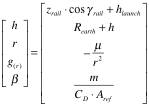 h = z_rail · cos γ_rail + h_launch
r = R_earth + h
g_(r) = -μ / r²
β = m / (C_D · A_ref)